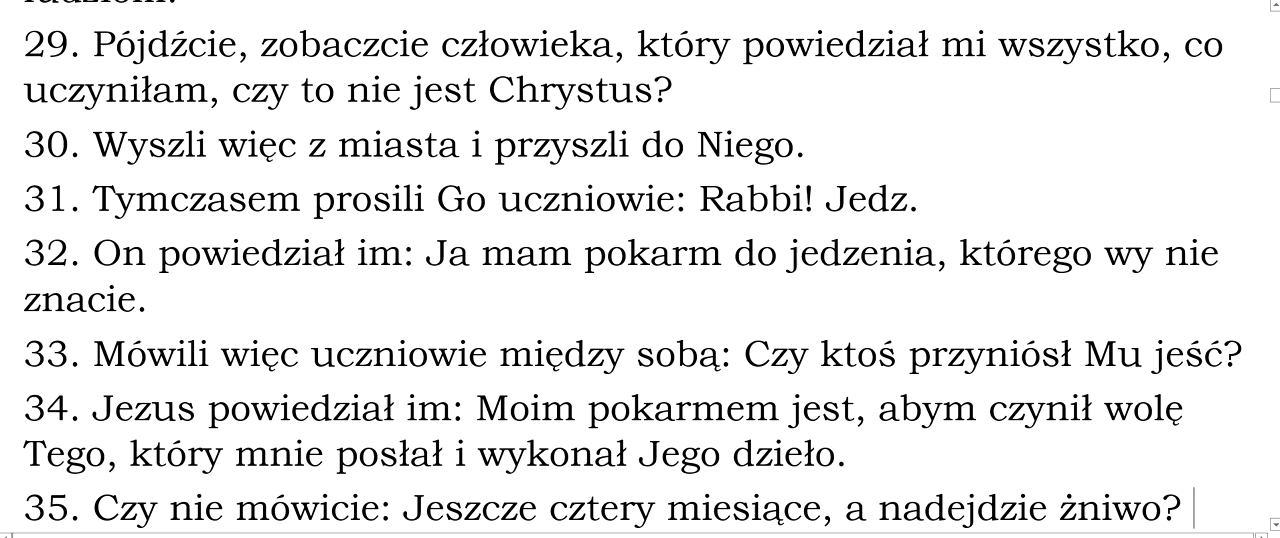 29. Pójdźcie, zobaczcie człowieka, który powiedział mi wszystko, co
uczyniłam, czy to nie jest Chrystus?
30. Wyszli więc z miasta i przyszli do Niego.
31. Tymczasem prosili Go uczniowie: Rabbi! Jedz.
32. On powiedział im: Ja mam pokarm do jedzenia, którego wy nie
znacie.
33. Mówili więc uczniowie między sobą: Czy ktoś przyniósł Mu jeść?
34. Jezus powiedział im: Moim pokarmem jest, abym czynił wolę
Tego, który mnie posłał i wykonał Jego dzieło.
35. Czy nie mówicie: Jeszcze cztery miesiące, a nadejdzie żniwo?